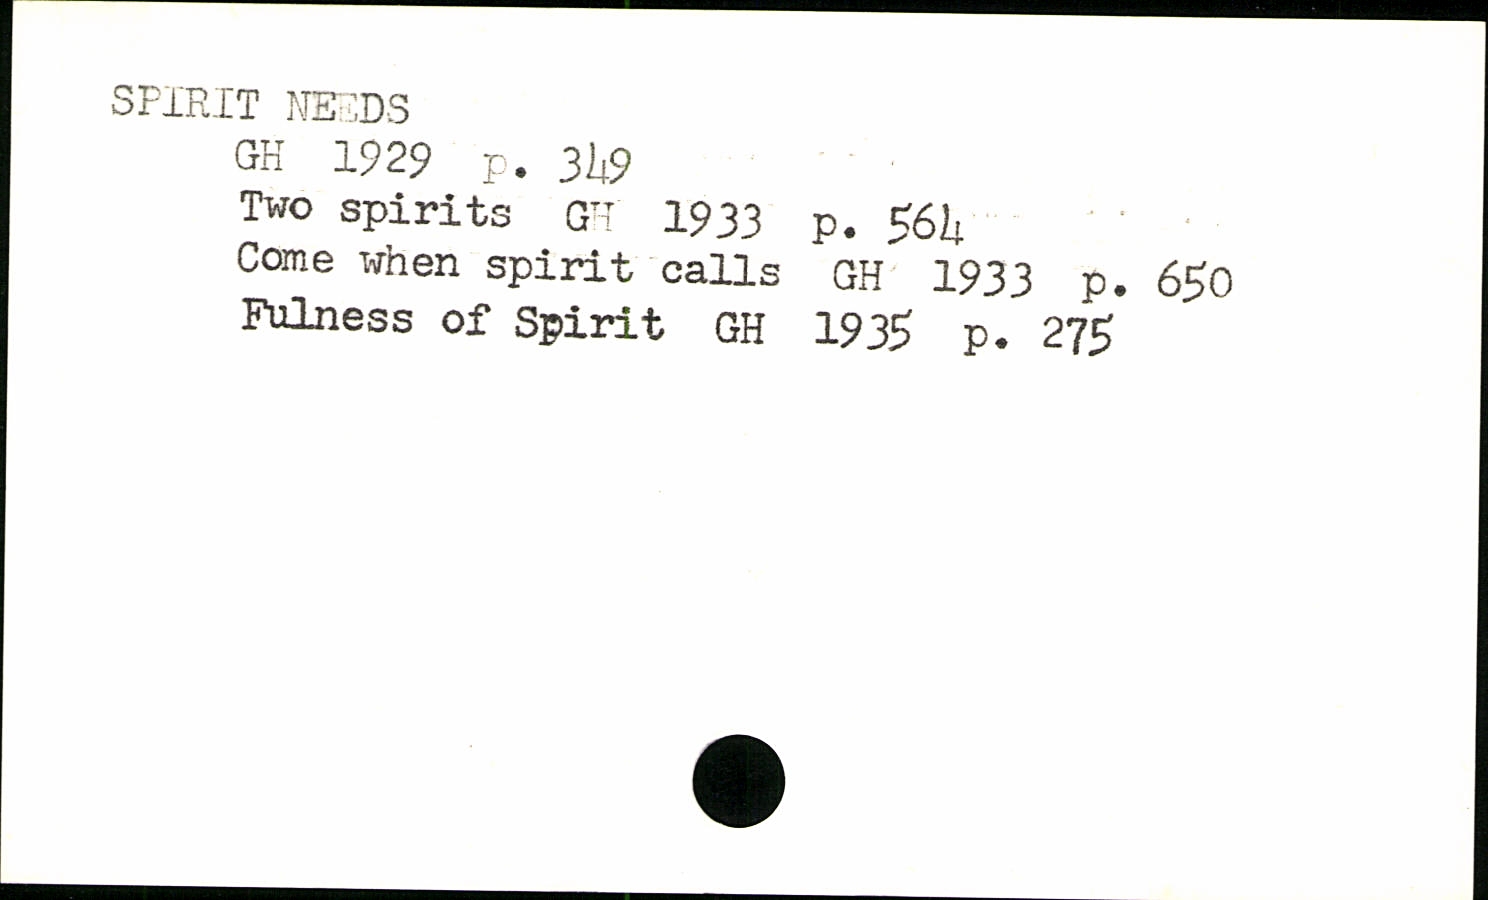 SPIRIT NEEDS
GH 1929 p. 349
Two spirits GH 1933 p. 564
Come when spirit calls GH 1933 p. 650
Fulness of Spirit GH 1935 p. 275